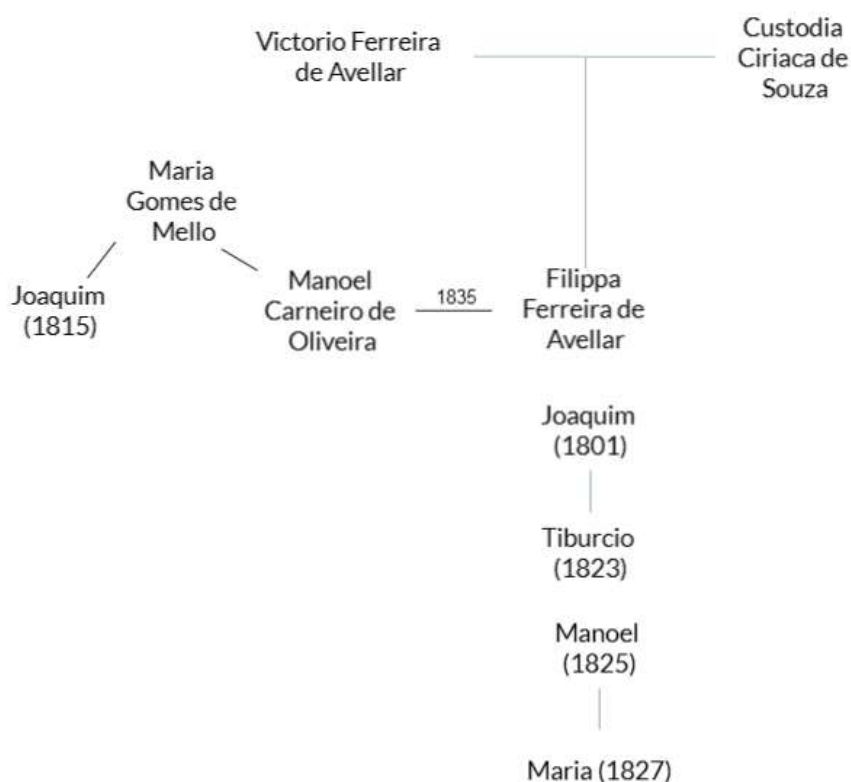 Victorio Ferreira
de Avellar
Custodia
Ciriaca de
Souza
Maria
Gomes de
Mello
Joaquim
(1815)
Manoel
Carneiro de
Oliveira
1835
Filippa
Ferreira de
Avellar
Joaquim
(1801)
Tiburcio
(1823)
Manoel
(1825)
Maria (1827)